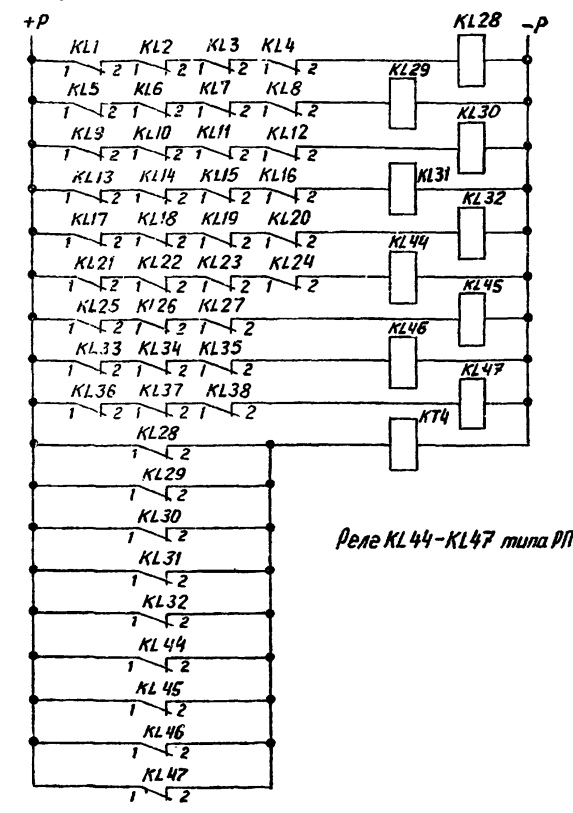 +P KL28 -P
KL1 KL2 KL3 KL4
1 2 1 2 1 2 1 2
KL29
KL5 KL6 KL7 KL8
1 2 1 2 1 2 1 2
KL30
KL9 KL10 KL11 KL12
1 2 1 2 1 2 1 2
KL31
KL13 KL14 KL15 KL16
1 2 1 2 1 2 1 2
KL32
KL17 KL18 KL19 KL20
1 2 1 2 1 2 1 2
KL44
KL21 KL22 KL23 KL24
1 2 1 2 1 2 1 2
KL45
KL25 KL26 KL27
1 2 1 2 1 2
KL46
KL33 KL34 KL35
1 2 1 2 1 2
KL47
KL36 KL37 KL38
1 2 1 2 1 2
KT4
KL28
1 2
KL29
1 2
KL30
1 2
Реле KL44-KL47 типа РП
KL31
1 2
KL32
1 2
KL44
1 2
KL45
1 2
KL46
1 2
KL47
1 2